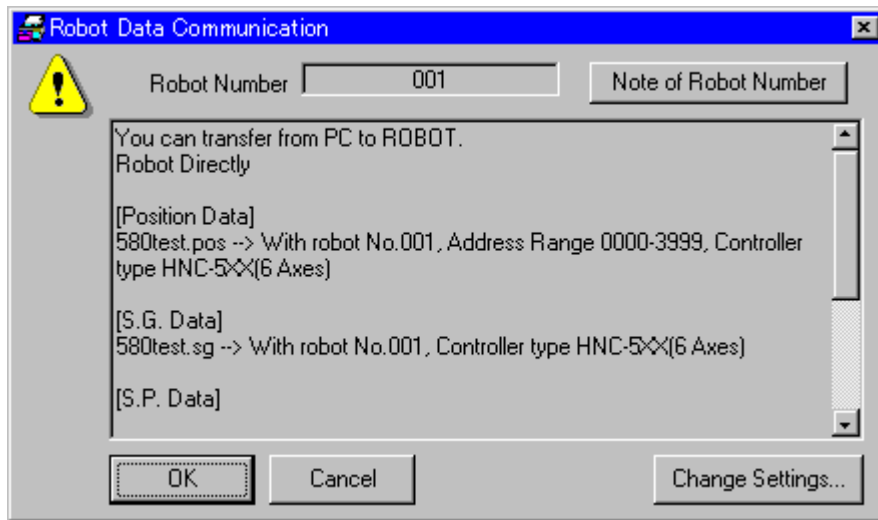 Robot Data Communication
Robot Number 001 Note of Robot Number
You can transfer from PC to ROBOT.
Robot Directly
[Position Data]
580test.pos --> With robot No.001, Address Range 0000-3999, Controller
type HNC-5XX(6 Axes)
[S.G. Data]
580test.sg --> With robot No.001, Controller type HNC-5XX(6 Axes)
[S.P. Data]
OK Cancel Change Settings...